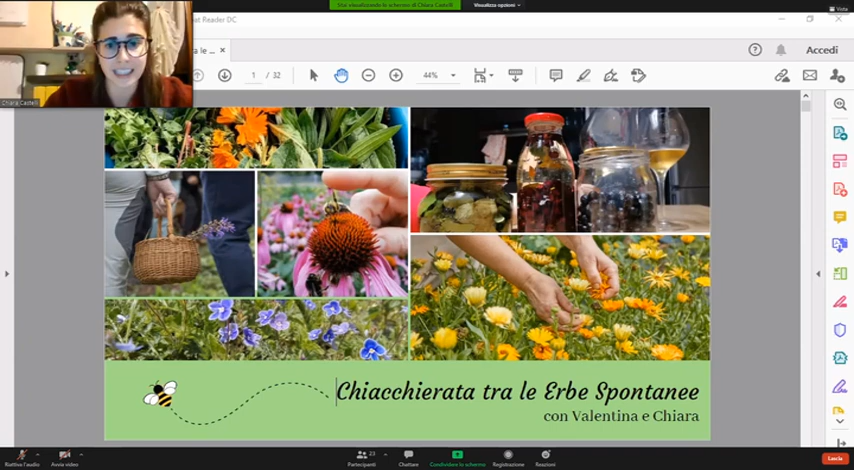 Stai visualizzando lo schermo di Chiara Castelli
Visualizza opzioni
Vista
Reader DC
ra le ...
Accedi
1 / 32
44%
Chiara Castelli
Chiacchierata tra le Erbe Spontanee
con Valentina e Chiara
Riattiva l'audio
Avvia video
23
Partecipanti
Chattare
Condividere lo schermo
Registrazione
Reazioni
Lascia